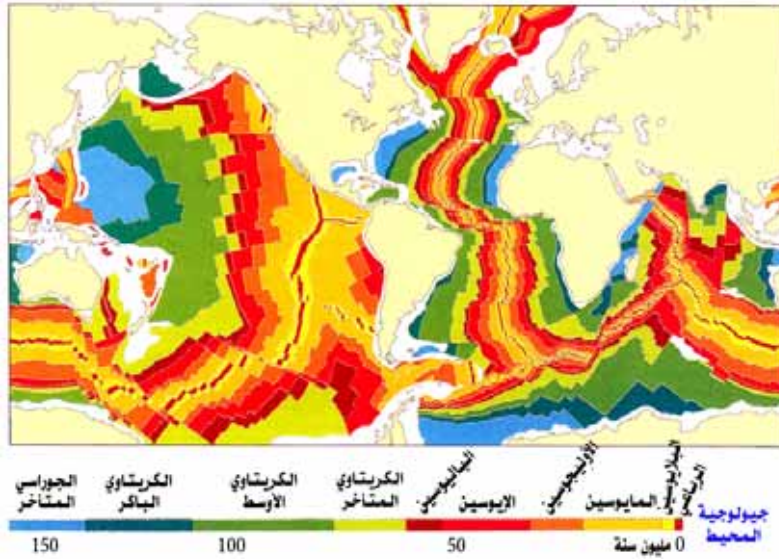 الجوراسي المتأخر
الكريتاوي الباكر
الكريتاوي الأوسط
الكريتاوي المتأخر
الباليوسين
الإيوسين
الأوليجوسين
المايوسين
البلايوسين
جيولوجية المحيط
150
100
50
0 مليون سنة